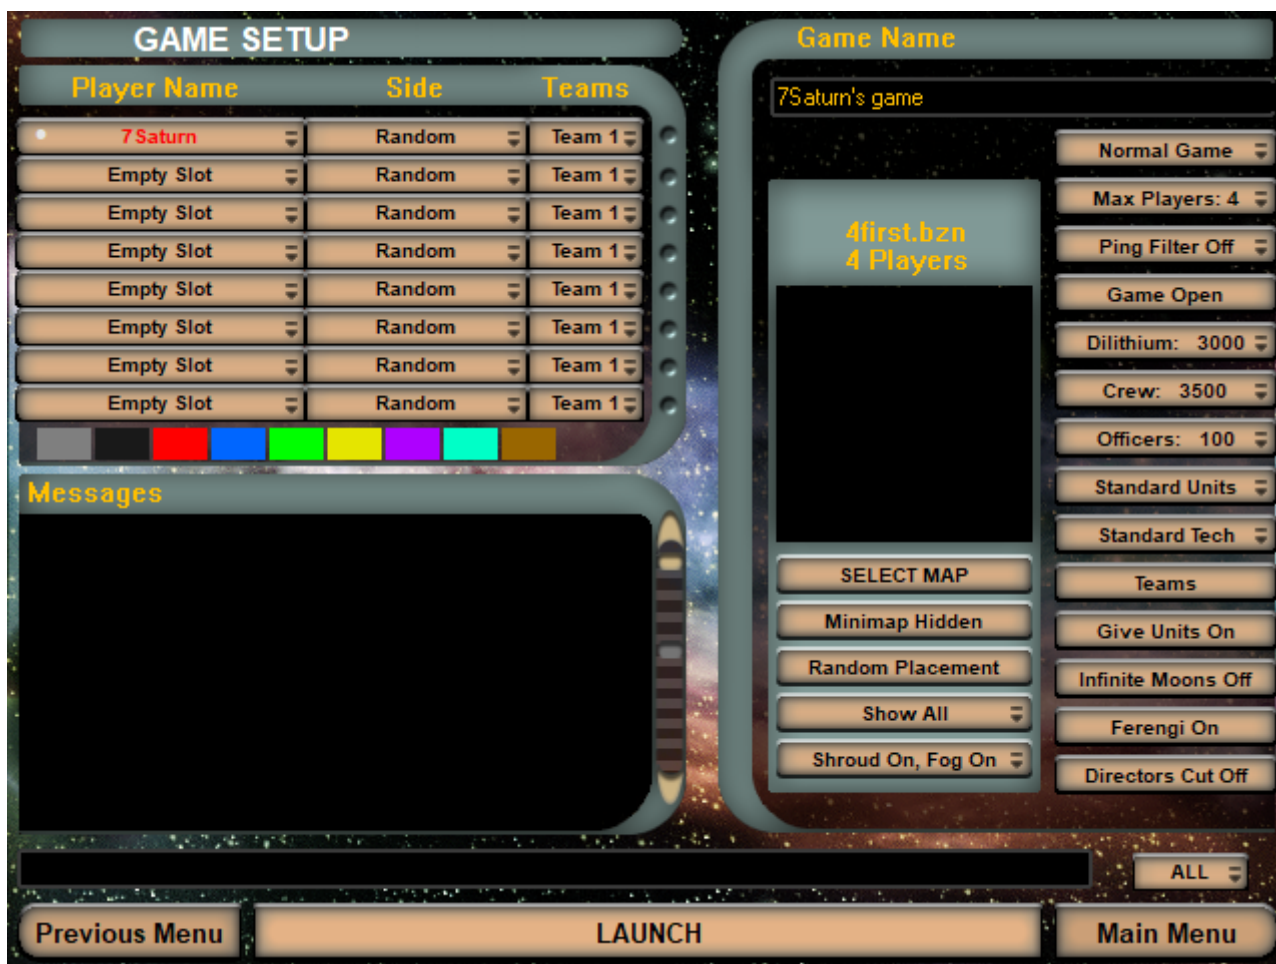 GAME SETUP
Player Name Side Teams
7Saturn Random Team 1
Empty Slot Random Team 1
Empty Slot Random Team 1
Empty Slot Random Team 1
Empty Slot Random Team 1
Empty Slot Random Team 1
Empty Slot Random Team 1
Empty Slot Random Team 1
Messages
Game Name
7Saturn's game
4first.bzn
4 Players
SELECT MAP
Minimap Hidden
Random Placement
Show All
Shroud On, Fog On
Normal Game
Max Players: 4
Ping Filter Off
Game Open
Dilithium: 3000
Crew: 3500
Officers: 100
Standard Units
Standard Tech
Teams
Give Units On
Infinite Moons Off
Ferengi On
Directors Cut Off
ALL
Previous Menu LAUNCH Main Menu